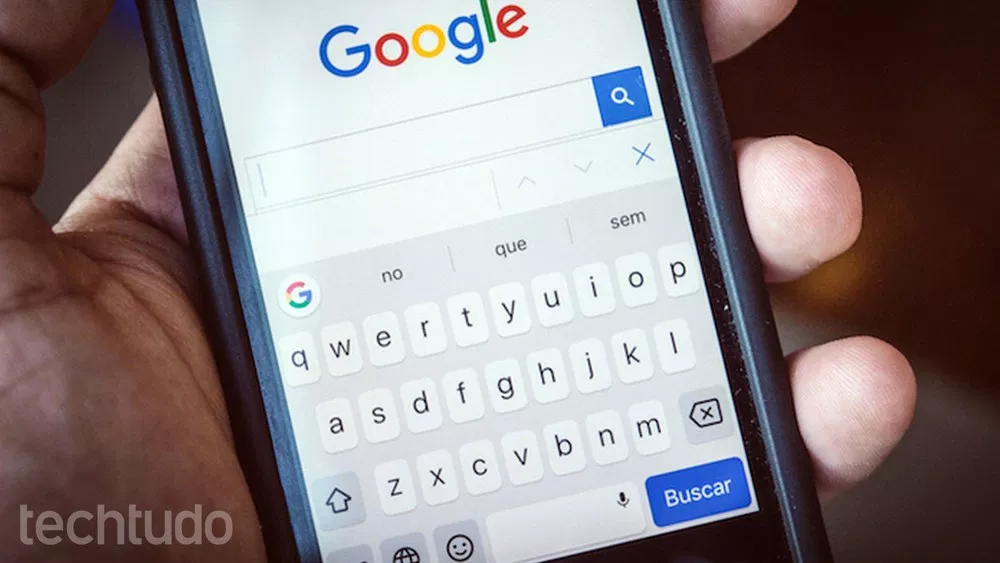 Google
no que sem
G
q w e r t y u i o p
a s d f g h j k l
z x c v b n m
Buscar
techtudo